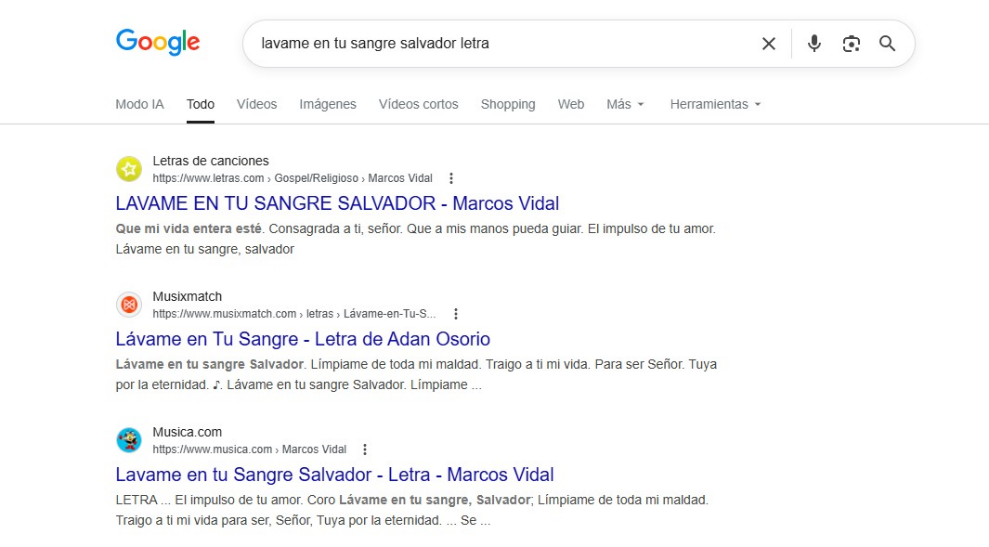 Google
lavame en tu sangre salvador letra
Modo IA Todo Vídeos Imágenes Vídeos cortos Shopping Web Más Herramientas
Letras de canciones
https://www.letras.com › Gospel/Religioso › Marcos Vidal
LAVAME EN TU SANGRE SALVADOR - Marcos Vidal
Que mi vida entera esté. Consagrada a ti, señor. Que a mis manos pueda guiar. El impulso de tu amor.
Lávame en tu sangre, salvador
Musixmatch
https://www.musixmatch.com › letras › Lávame-en-Tu-S...
Lávame en Tu Sangre - Letra de Adan Osorio
Lávame en tu sangre Salvador. Límpiame de toda mi maldad. Traigo a ti mi vida. Para ser Señor. Tuya
por la eternidad. ♪. Lávame en tu sangre Salvador. Límpiame ...
Musica.com
https://www.musica.com › Marcos Vidal
Lavame en tu Sangre Salvador - Letra - Marcos Vidal
LETRA ... El impulso de tu amor. Coro Lávame en tu sangre, Salvador; Límpiame de toda mi maldad.
Traigo a ti mi vida para ser, Señor, Tuya por la eternidad. ... Se ...